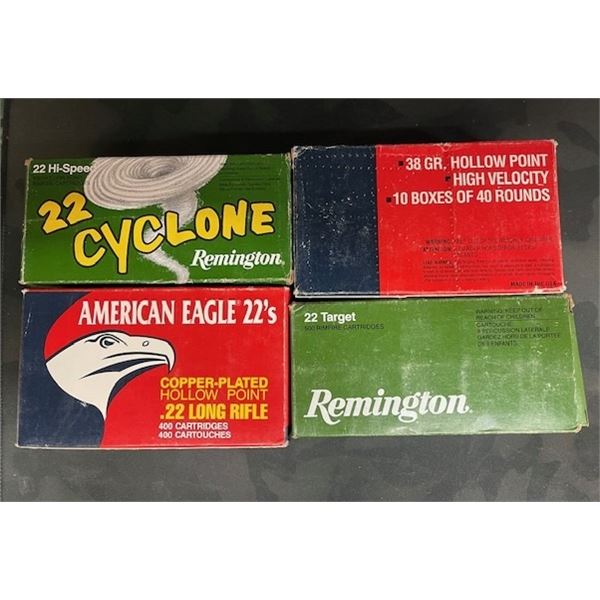 22 Hi-Speed
22
CYCLONE
Remington.
38 GR. HOLLOW POINT
HIGH VELOCITY
10 BOXES OF 40 ROUNDS
MADE IN U.S.A.
AMERICAN EAGLE 22's
COPPER-PLATED
HOLLOW POINT
.22 LONG RIFLE
400 CARTRIDGES
400 CARTOUCHES
22 Target
500 RIMFIRE CARTRIDGES
WARNING: KEEP OUT OF
REACH OF CHILDREN.
CARTOUCHE
À PERCUSSION LATERALE
GARDEZ HORS DE LA PORTÉE
DES ENFANTS.
Remington.